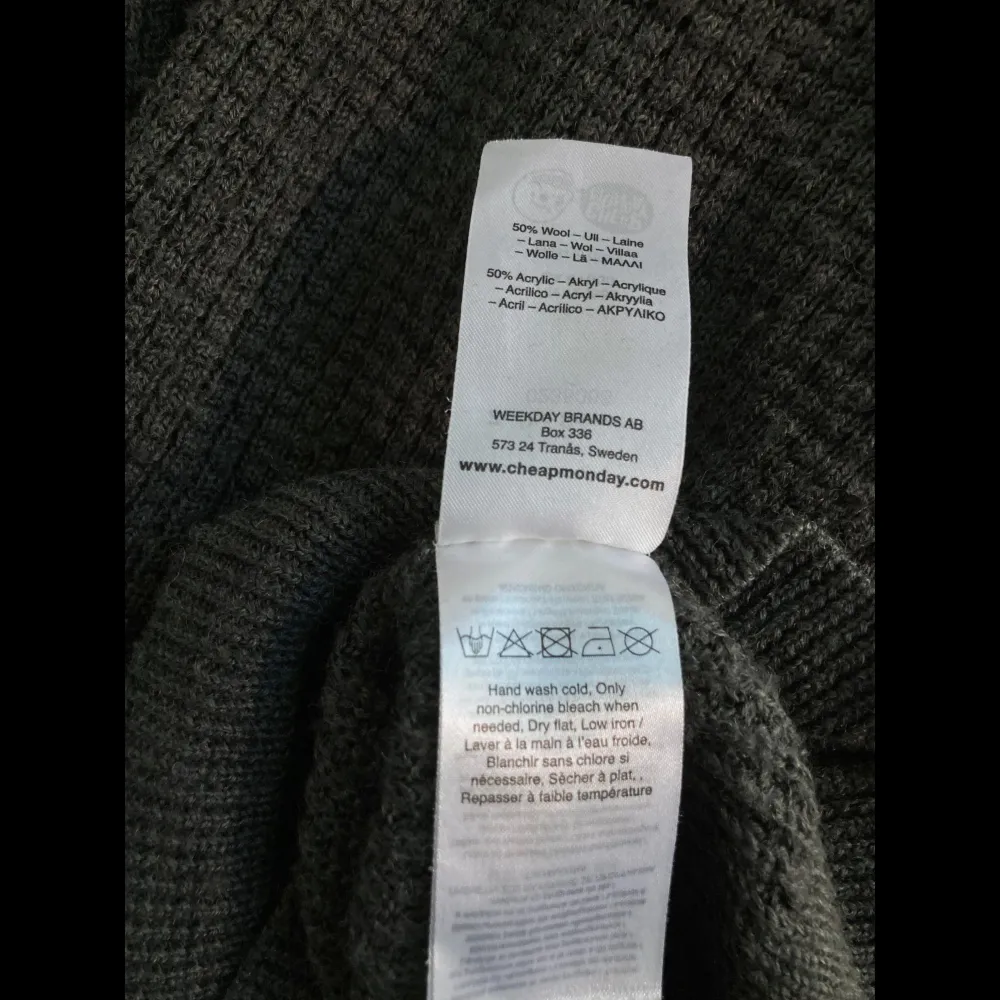 50% Wool – Ull – Laine
– Lana – Wol – Villaa
– Wolle – Lã – ΜΑΛΛΙ
50% Acrylic – Akryl – Acrylique
– Acrilico – Acryl – Akryylia
– Acril – Acrílico – ΑΚΡΥΛΙΚΟ
WEEKDAY BRANDS AB
Box 336
573 24 Tranås, Sweden
www.cheapmonday.com
Hand wash cold, Only
non-chlorine bleach when
needed, Dry flat, Low iron /
Laver à la main à l'eau froide,
Blanchir sans chlore si
nécessaire, Sècher à plat, ,
Repasser à faible température